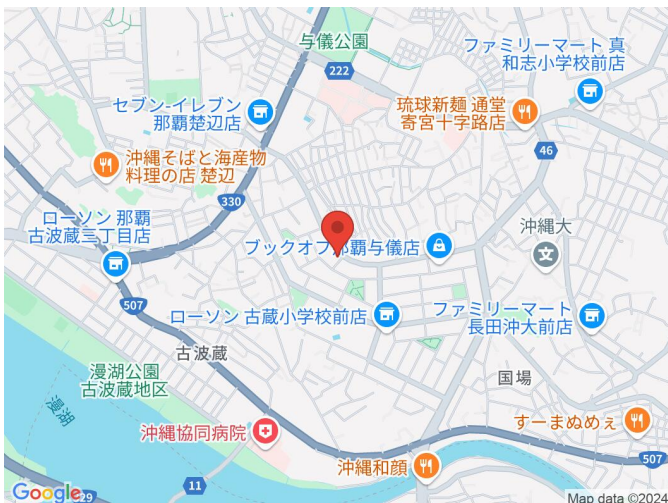 与儀公園
222
ファミリーマート 真
和志小学校前店
セブン-イレブン
那覇楚辺店
琉球新麺 通堂
寄宮十字路店
沖縄そばと海産物
料理の店 楚辺
46
330
ローソン 那覇
古波蔵三丁目店
沖縄大
文
ブックオフ那覇与儀店
507
ローソン 古蔵小学校前店
ファミリーマート
長田沖大前店
古波蔵
漫湖公園
古波蔵地区
国場
漫湖
すーまぬめぇ
沖縄協同病院
507
沖縄和顔
11
Google
329
Map data ©2024